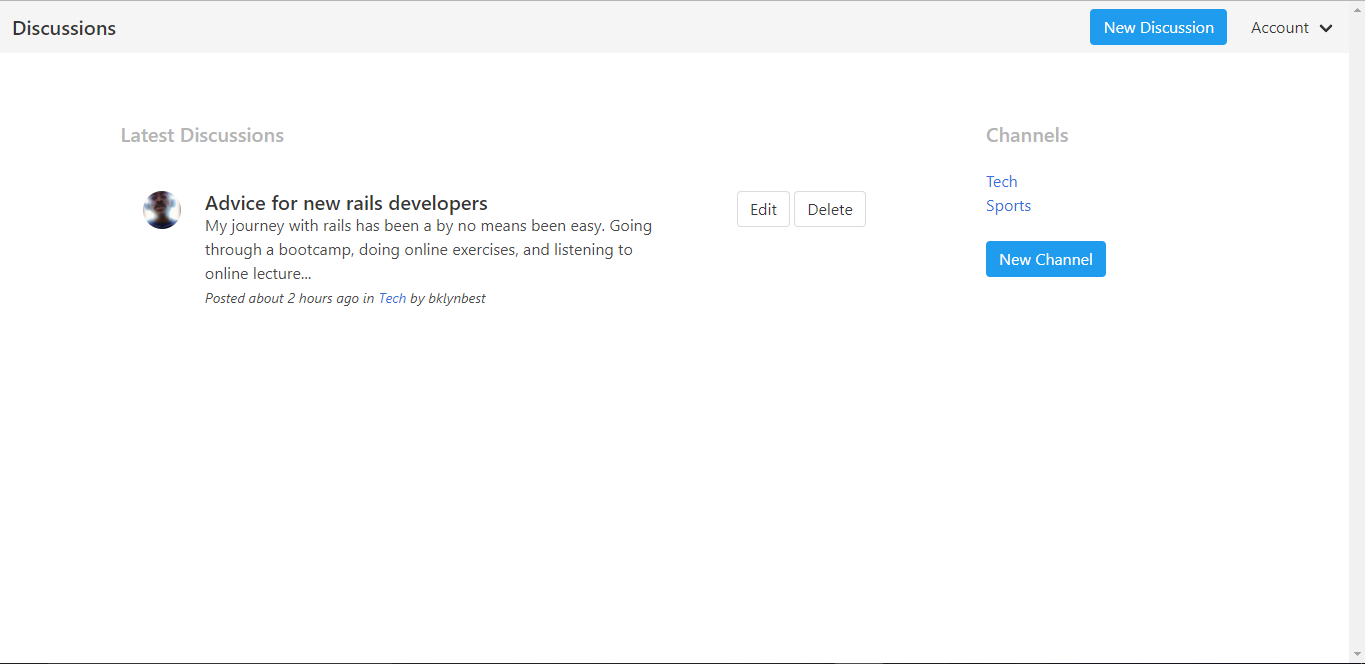 Discussions
New Discussion
Account
Latest Discussions
Advice for new rails developers
My journey with rails has been a by no means been easy. Going
through a bootcamp, doing online exercises, and listening to
online lecture...
Posted about 2 hours ago in Tech by bklynbest
Edit
Delete
Channels
Tech
Sports
New Channel